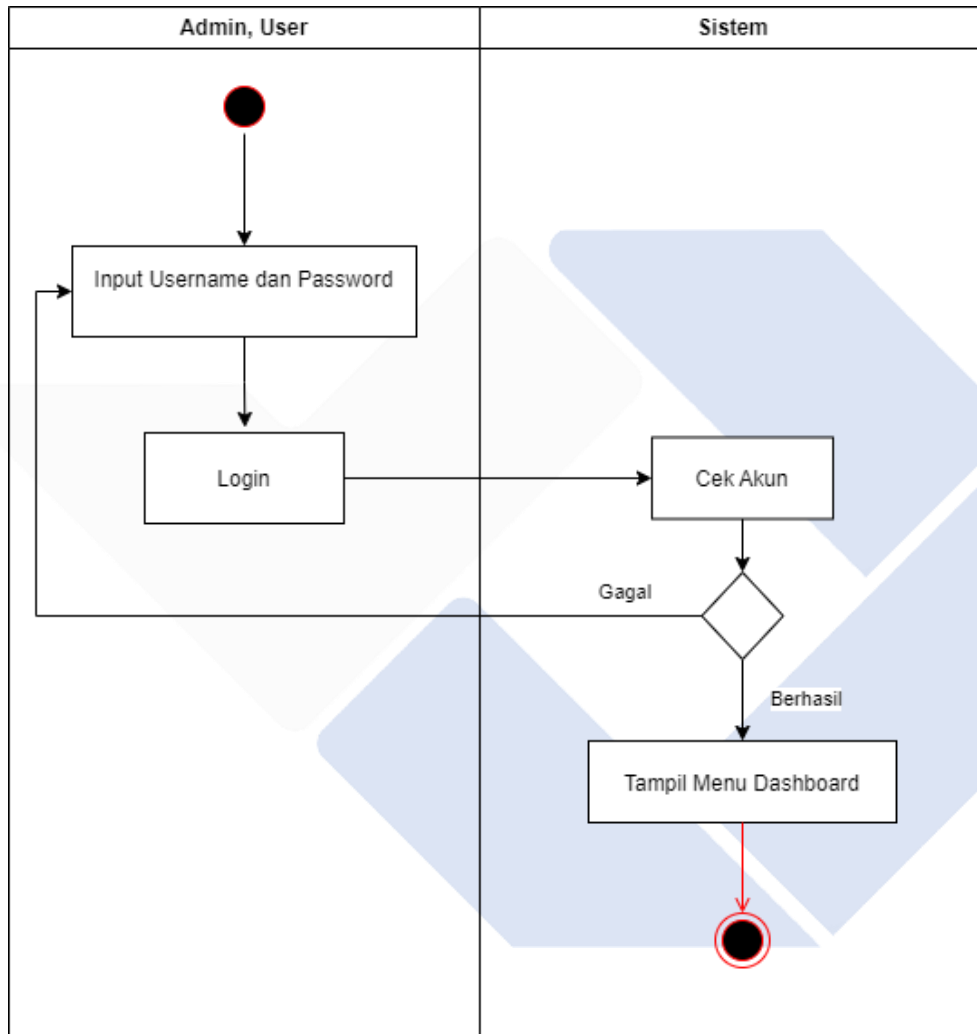 Admin, User
Sistem
Input Username dan Password
Login
Cek Akun
Gagal
Berhasil
Tampil Menu Dashboard